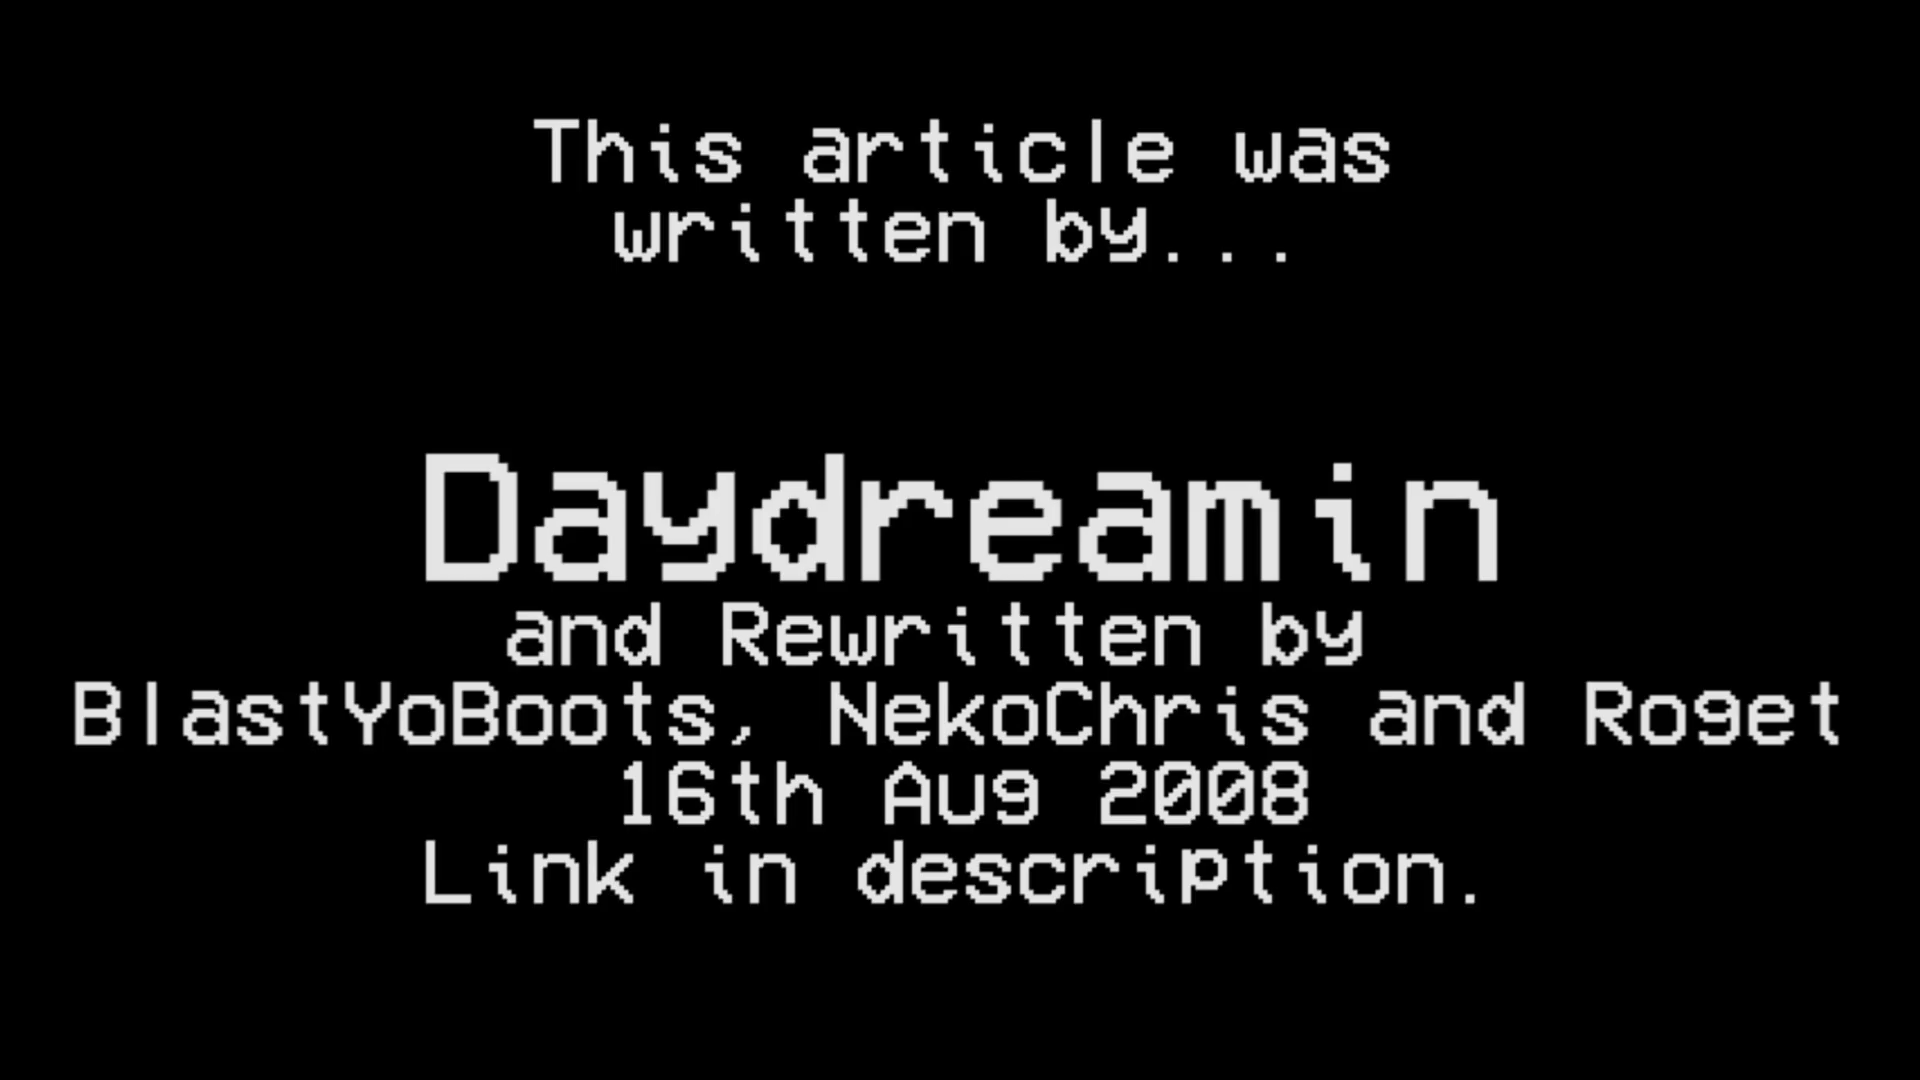 This article was
written by...
Daydreamin
and Rewritten by
BlastYoBoots, NekoChris and Roget
16th Aug 2008
Link in description.